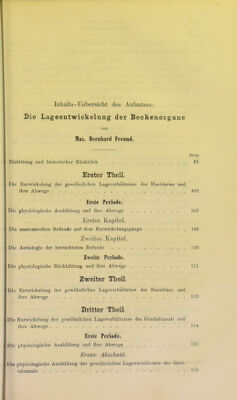 Inhalts-Uebersicht des Aufsatzes:
Die Lageentwickelung der Beckenorgane
von
Max. Bernhard Freund.
Seite
Einleitung und historischer Rückblick
Erster Theil.
Die Entwickelung der gewöhnlichen Lageverhältnisse des Mastdarms und
ihre Abwege 102
Erste Periode.
Die physiologische Ausbildung und ihre Abwege 102
Erstes Kapitel.
Die anatomischen Befunde auf dem Entwickelungsgange 102
Zweites Kapitel.
Die Aetiologie der betrachteten Befunde 110
Zweite Periode.
Die physiologische Rückbildung und ihre Abwege 111
Zweiter Theil.
Die Entwickelung der gewöhnlichen Lageverhältnisse der Harnblase und
ihre Abwege 113
Dritter Theil.
Die Entwickelung der gewöhnlichen Lageverhältnisse des Genitalcanals und
ihre Abwege 114
Erste Periode.
Die physiologische Ausbildung und ihre Abwege 115
Erster Abschnitt.
Die physiologische Ausbildung der gewöhnlichen Lageverhältnisse des Geni-
talcanals 115